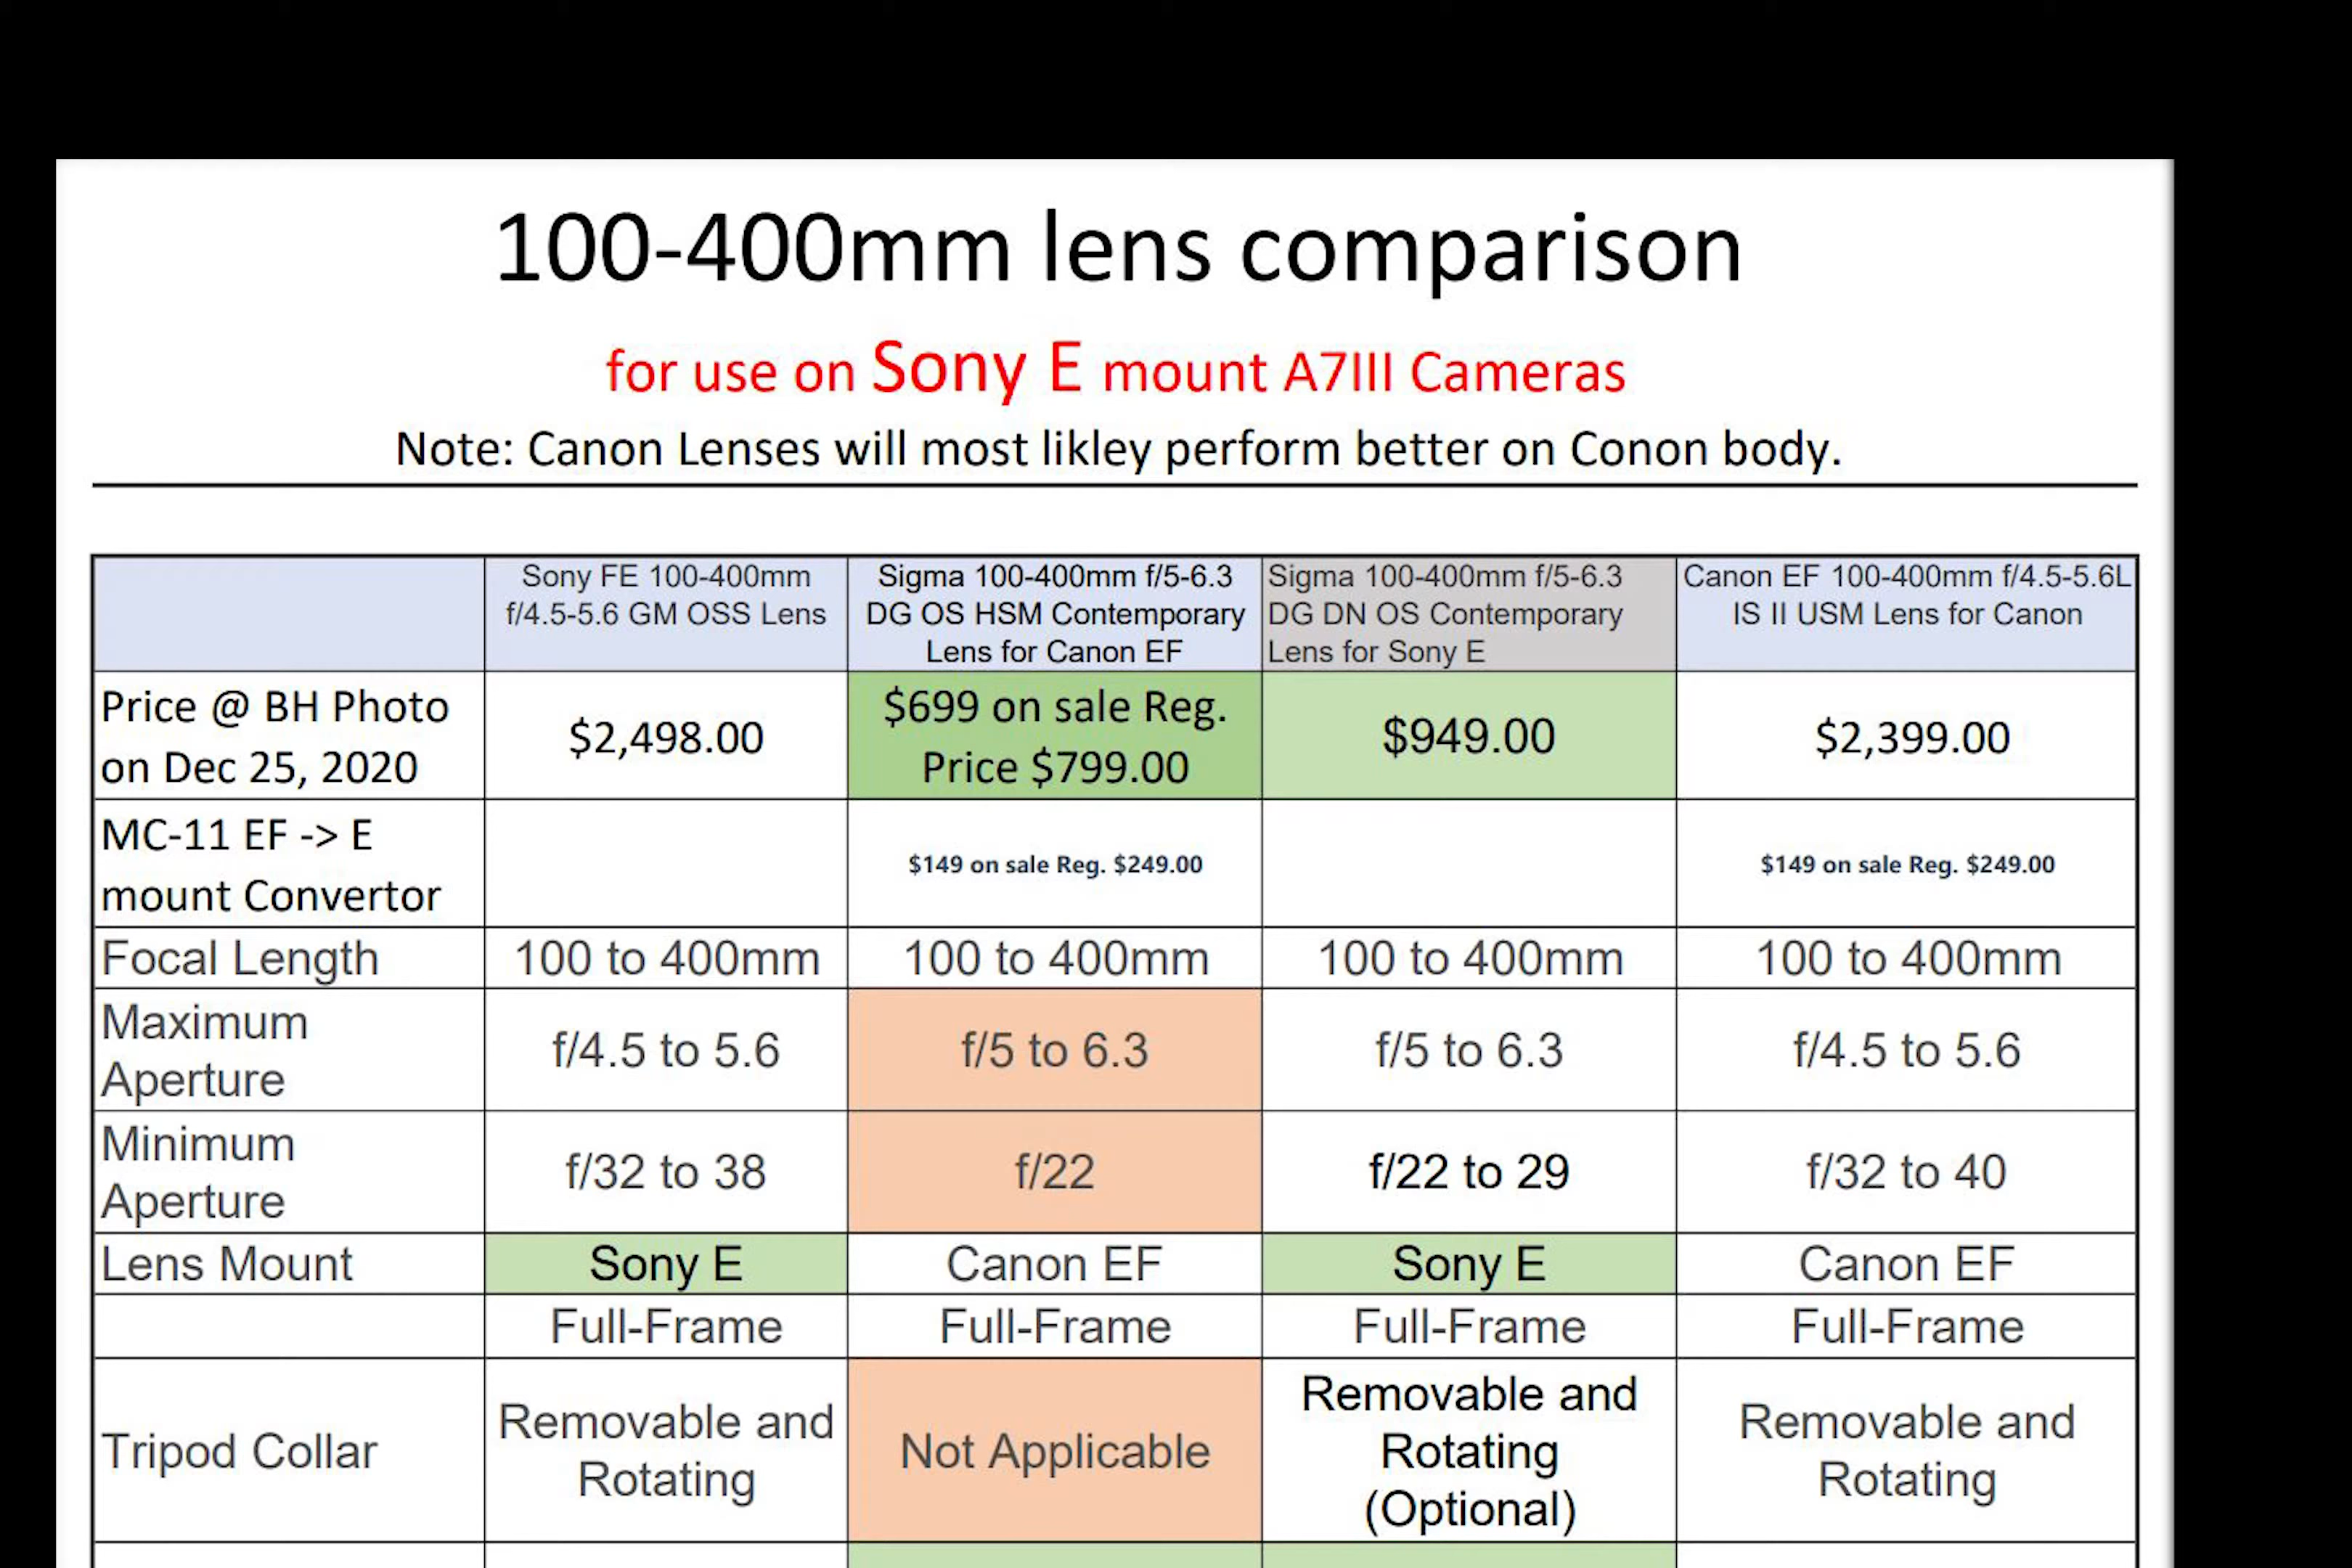 100-400mm lens comparison
for use on Sony E mount A7III Cameras
Note: Canon Lenses will most likley perform better on Conon body.
Sony FE 100-400mm
f/4.5-5.6 GM OSS Lens
Sigma 100-400mm f/5-6.3
DG OS HSM Contemporary
Lens for Canon EF
Sigma 100-400mm f/5-6.3
DG DN OS Contemporary
Lens for Sony E
Canon EF 100-400mm f/4.5-5.6L
IS II USM Lens for Canon
Price @ BH Photo
on Dec 25, 2020
$2,498.00
$699 on sale Reg.
Price $799.00
$949.00
$2,399.00
MC-11 EF -> E
mount Convertor
$149 on sale Reg. $249.00
$149 on sale Reg. $249.00
Focal Length
100 to 400mm
100 to 400mm
100 to 400mm
100 to 400mm
Maximum
Aperture
f/4.5 to 5.6
f/5 to 6.3
f/5 to 6.3
f/4.5 to 5.6
Minimum
Aperture
f/32 to 38
f/22
f/22 to 29
f/32 to 40
Lens Mount
Sony E
Canon EF
Sony E
Canon EF
Full-Frame
Full-Frame
Full-Frame
Full-Frame
Tripod Collar
Removable and
Rotating
Not Applicable
Removable and
Rotating
(Optional)
Removable and
Rotating